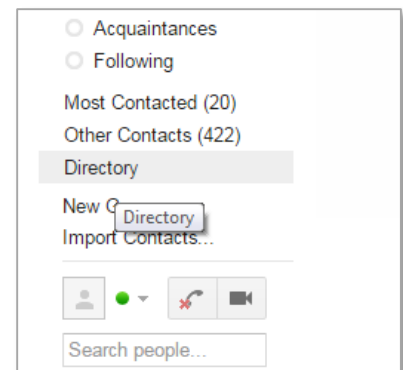 Acquaintances
Following
Most Contacted (20)
Other Contacts (422)
Directory
New
Directory
Import Contacts...
Search people...